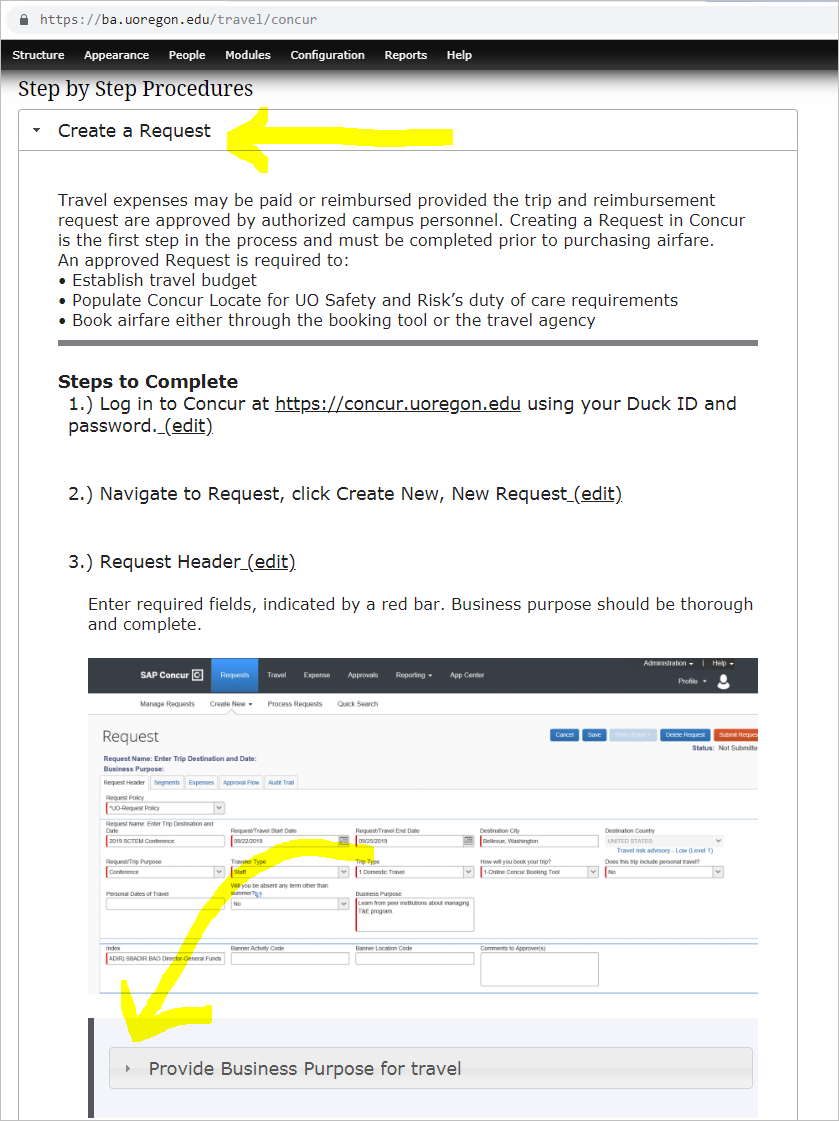 https://ba.uoregon.edu/travel/concur
Structure Appearance People Modules Configuration Reports Help
Step by Step Procedures
Create a Request
Travel expenses may be paid or reimbursed provided the trip and reimbursement
request are approved by authorized campus personnel. Creating a Request in Concur
is the first step in the process and must be completed prior to purchasing airfare.
An approved Request is required to:
• Establish travel budget
• Populate Concur Locate for UO Safety and Risk’s duty of care requirements
• Book airfare either through the booking tool or the travel agency
Steps to Complete
1.) Log in to Concur at https://concur.uoregon.edu using your Duck ID and
password. (edit)
2.) Navigate to Request, click Create New, New Request (edit)
3.) Request Header (edit)
Enter required fields, indicated by a red bar. Business purpose should be thorough
and complete.
Administration | Help
SAP Concur C Requests Travel Expense Approvals Reporting App Center
Profile
Manage Requests Create New Process Requests Quick Search
Request
Cancel Save Print / Email Delete Request Submit Reques
Status: Not Submitte
Request Name: Enter Trip Destination and Date:
Business Purpose:
Request Header Segments Expenses Approval Flow Audit Trail
Request Policy
*UO-Request Policy
Request Name: Enter Trip Destination and
Date Request/Travel Start Date Request/Travel End Date Destination City Destination Country
2019 SCTEM Conference 09/22/2019 09/25/2019 Bellevue, Washington UNITED STATES
Travel risk advisory - Low (Level 1)
Request/Trip Purpose Traveler Type Trip Type How will you book your trip? Does this trip include personal travel?
Conference Staff 1 Domestic Travel 1-Online Concur Booking Tool No
Personal Dates of Travel Will you be absent any term other than
summer? Business Purpose
No Learn from peer institutions about managing
T&E program.
Index Banner Activity Code Banner Location Code Comments to Approver(s)
ADIR) SBADIR BAO Director-General Funds
Provide Business Purpose for travel